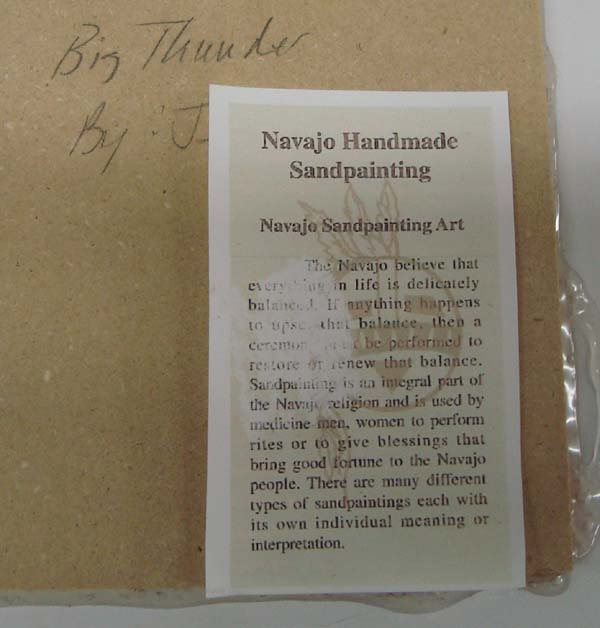 Big Thunder
By: J
Navajo Handmade
Sandpainting
Navajo Sandpainting Art
The Navajo believe that
everything in life is delicately
balanced. If anything happens
to upset that balance, then a
ceremony must be performed to
restore or renew that balance.
Sandpainting is an integral part of
the Navajo religion and is used by
medicine men, women to perform
rites or to give blessings that
bring good fortune to the Navajo
people. There are many different
types of sandpaintings each with
its own individual meaning or
interpretation.